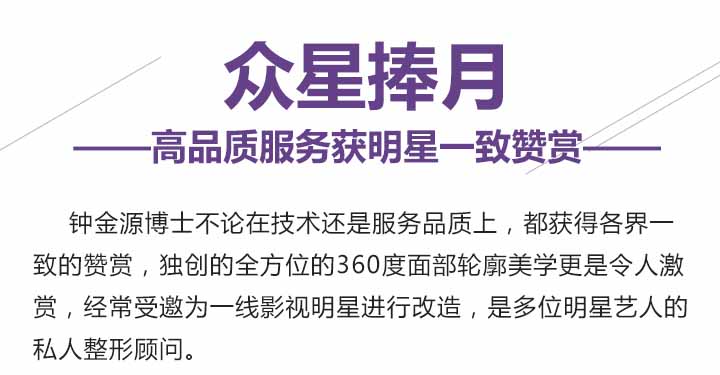 众星捧月
——高品质服务获明星一致赞赏——
钟金源博士不论在技术还是服务品质上，都获得各界一
致的赞赏，独创的全方位的360度面部轮廓美学更是令人激
赏，经常受邀为一线影视明星进行改造，是多位明星艺人的
私人整形顾问。